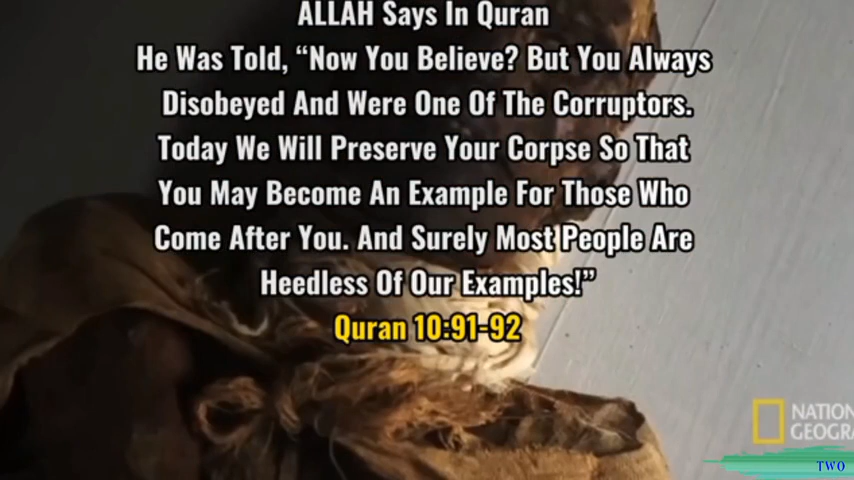 ALLAH Says In Quran
He Was Told, “Now You Believe? But You Always
Disobeyed And Were One Of The Corruptors.
Today We Will Preserve Your Corpse So That
You May Become An Example For Those Who
Come After You. And Surely Most People Are
Heedless Of Our Examples!”
Quran 10:91-92
NATION
GEOGRA
TWO